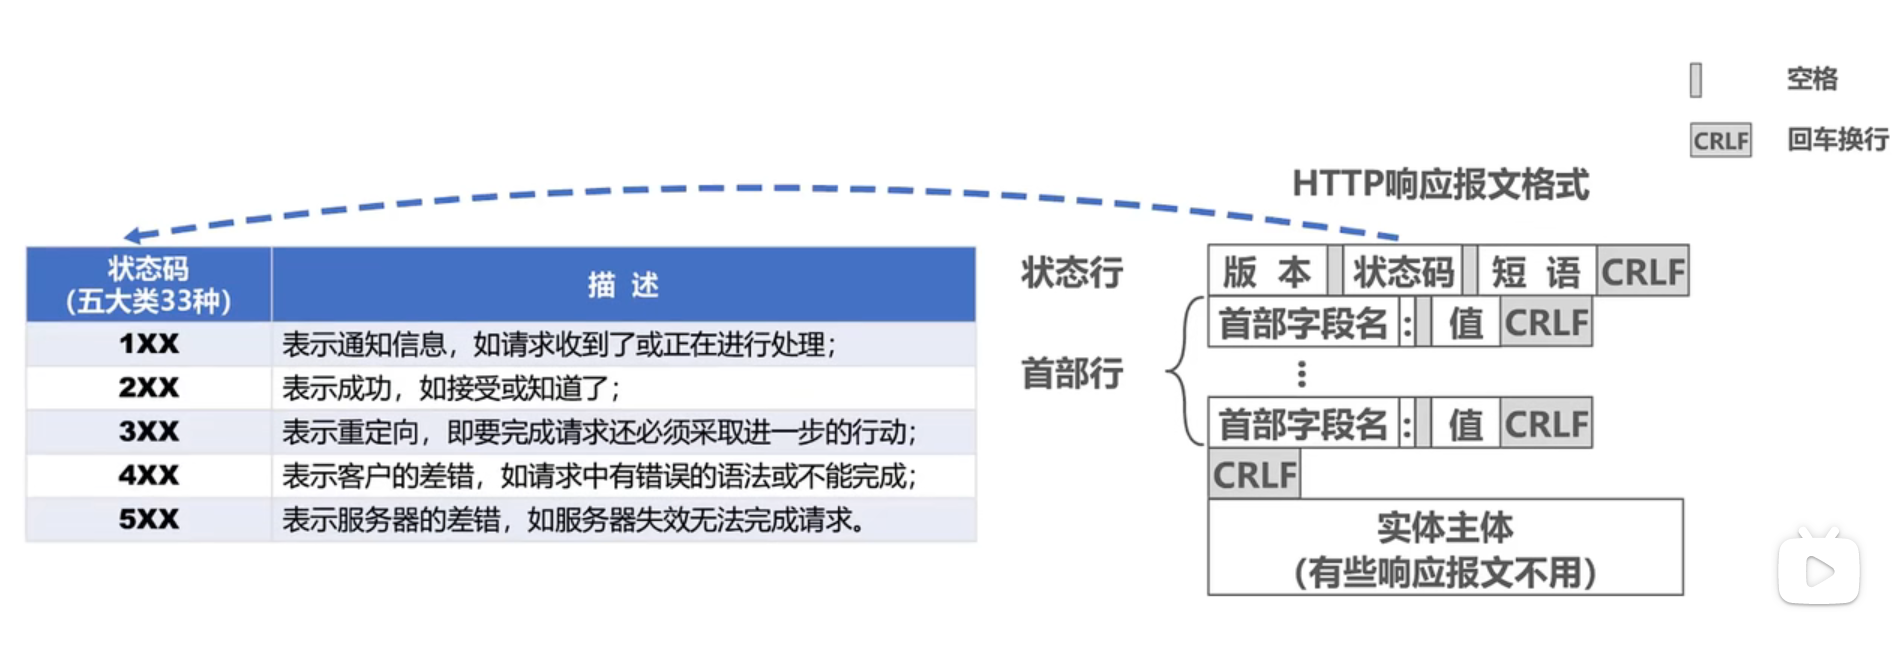 空格
CRLF 回车换行
HTTP响应报文格式
状态码
（五大类33种）
描 述
1XX 表示通知信息，如请求收到了或正在进行处理；
2XX 表示成功，如接受或知道了；
3XX 表示重定向，即要完成请求还必须采取进一步的行动；
4XX 表示客户的差错，如请求中有错误的语法或不能完成；
5XX 表示服务器的差错，如服务器失效无法完成请求。
状态行 版 本 状态码 短 语 CRLF
首部字段名 : 值 CRLF
首部行 ⋮
首部字段名 : 值 CRLF
CRLF
实体主体
（有些响应报文不用）